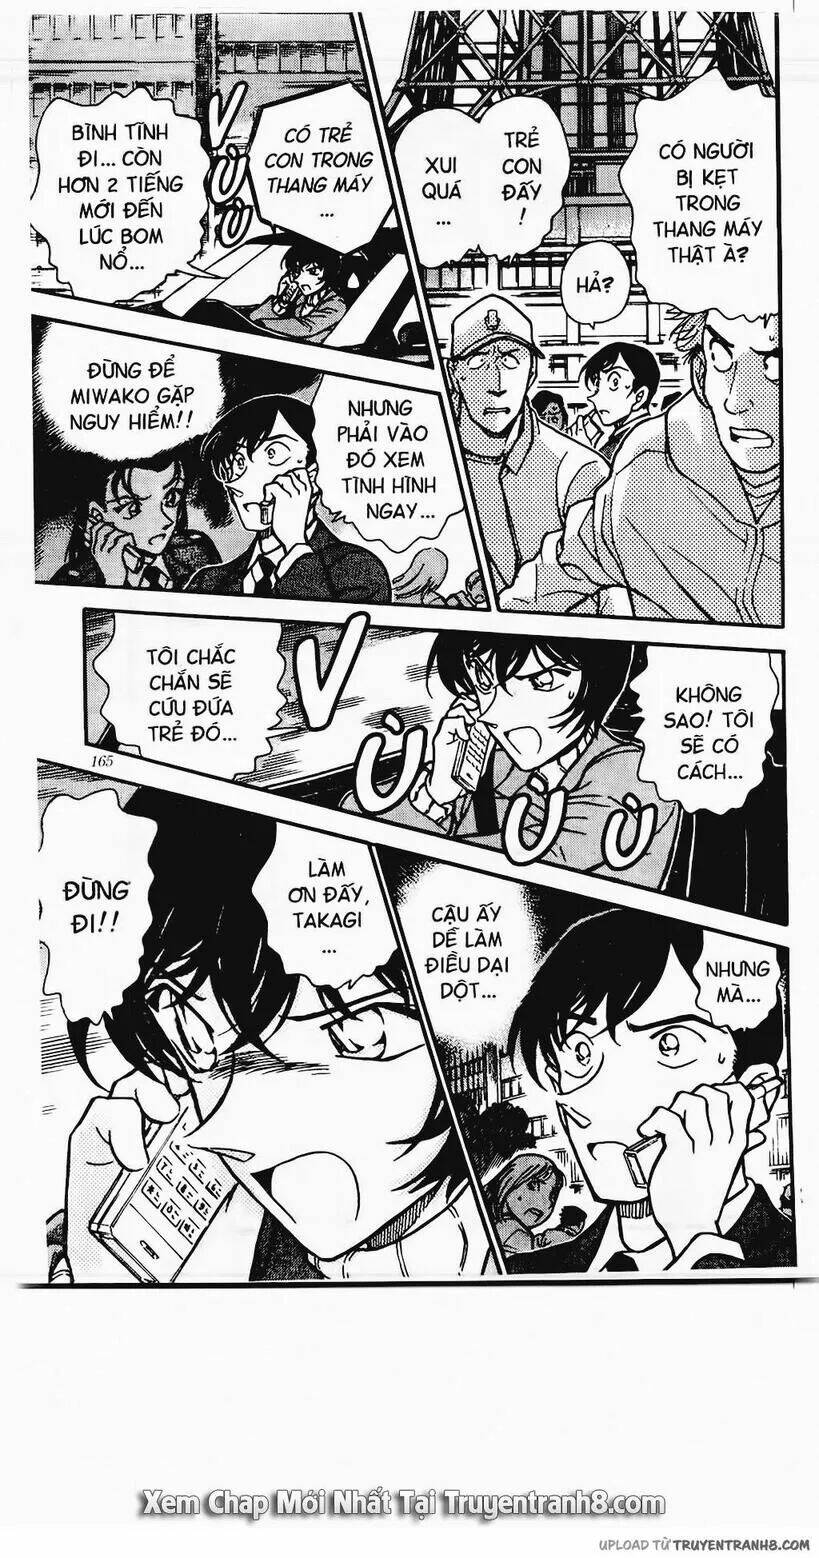 CÓ NGƯỜI
BỊ KẸT
TRONG
THANG MÁY
THẬT À?
TRẺ
CON
ĐẤY
!
XUI
QUÁ
...
HẢ?
CÓ TRẺ
CON TRONG
THANG MÁY
...
VỪỪ
BÌNH TĨNH
ĐI... CÒN
HƠN 2 TIẾNG
MỚI ĐẾN
LÚC BOM
NỔ...
NHƯNG
PHẢI VÀO
ĐÓ XEM
TÌNH HÌNH
NGAY...
ĐỪNG ĐỂ
MIWAKO GẶP
NGUY HIỂM!!
KHÔNG
SAO! TÔI
SẼ CÓ
CÁCH...
VÙÙÙÙ
TÔI CHẮC
CHẮN SẼ
CỨU ĐỨA
TRẺ ĐÓ...
165
NHƯNG
MÀ...
CẬU ẤY
DỄ LÀM
ĐIỀU DẠI
DỘT...
LÀM
ƠN ĐẤY,
TAKAGI
...
ĐỪNG
ĐI!!
Xem Chap Mới Nhất Tại Truyentranh8.com
UPLOAD TỪ TRUYENTRANH8.COM